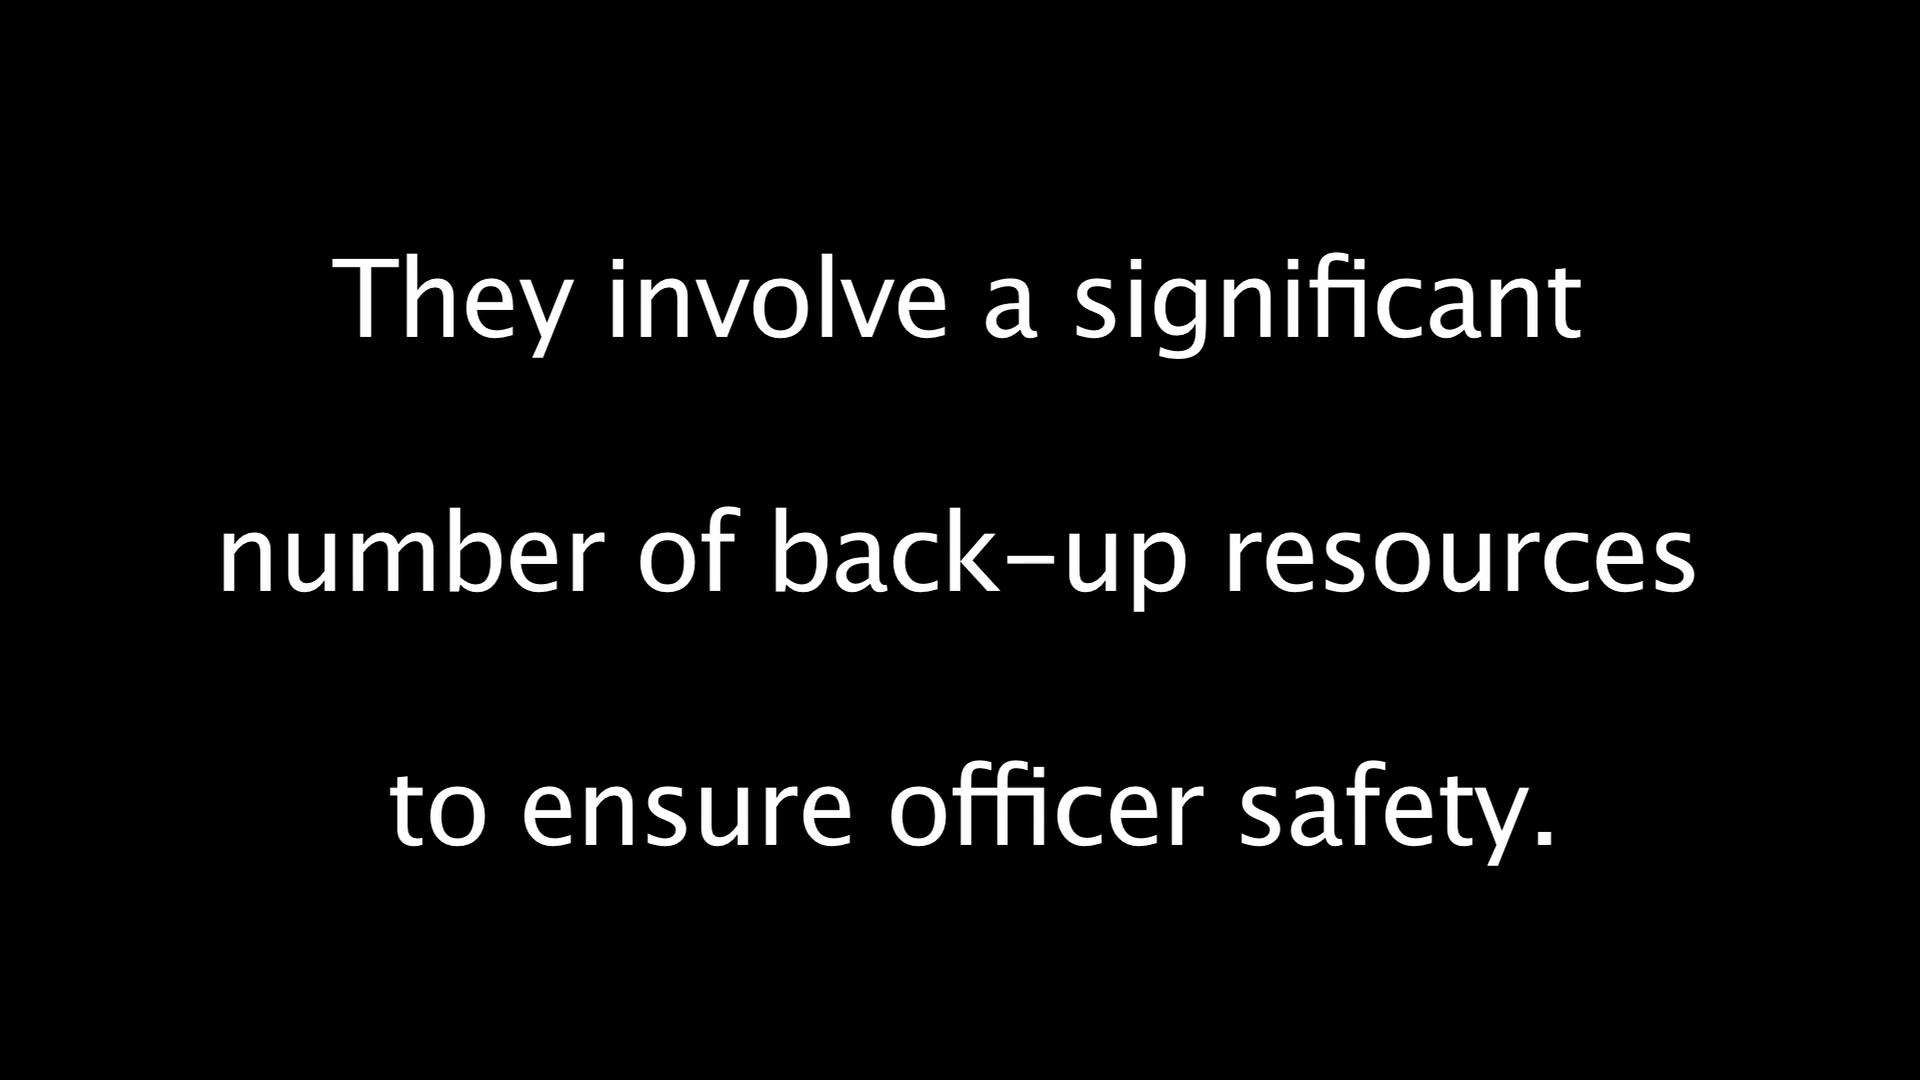 They involve a significant
number of back-up resources
to ensure officer safety.